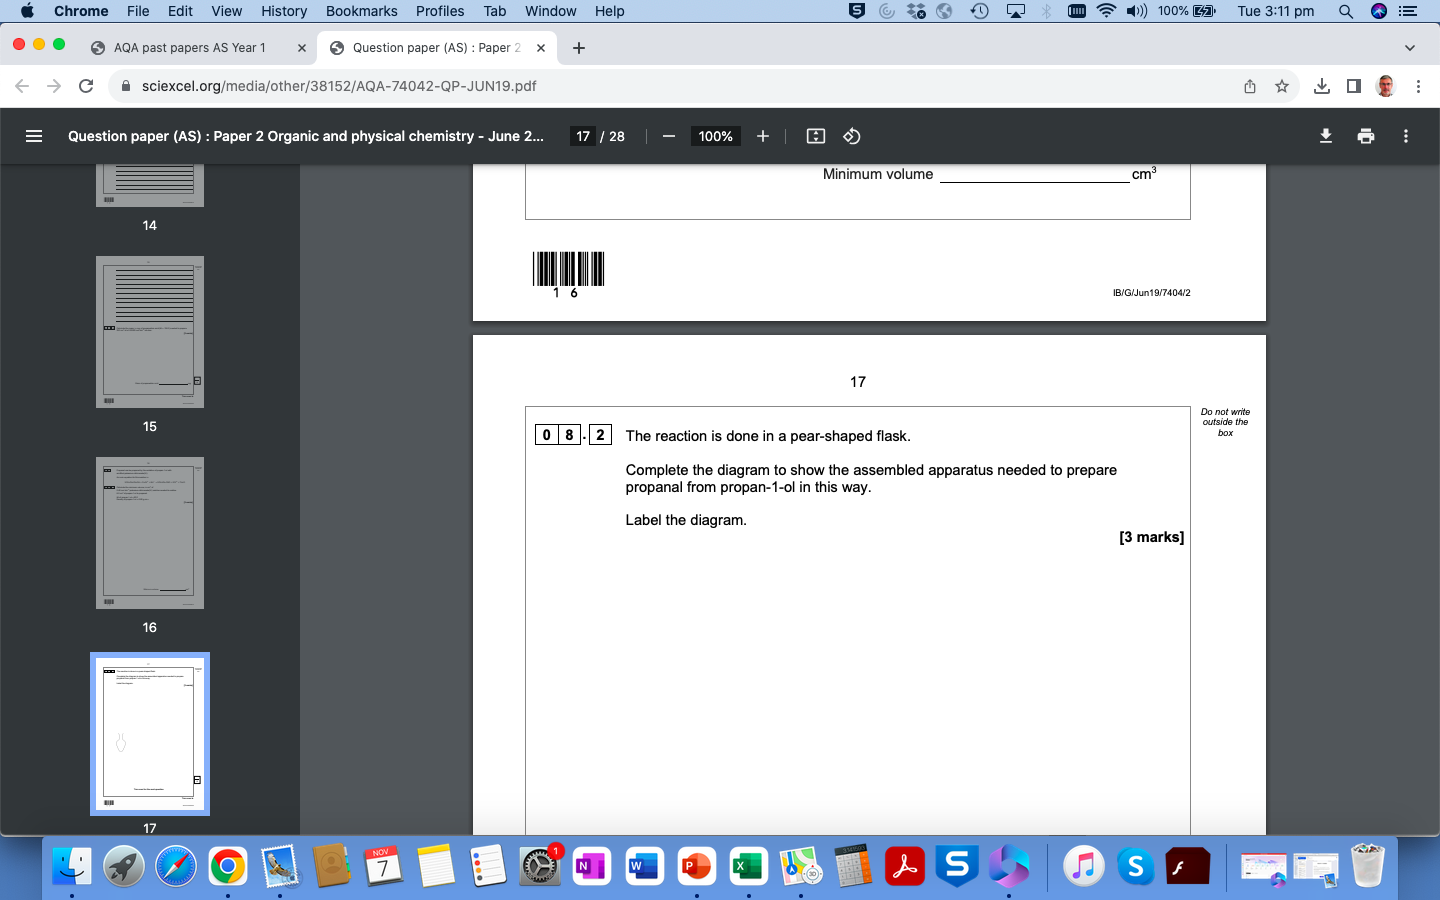 Chrome File Edit View History Bookmarks Profiles Tab Window Help 100% Tue 3:11 pm
AQA past papers AS Year 1
Question paper (AS) : Paper 2
sciexcel.org/media/other/38152/AQA-74042-QP-JUN19.pdf
Question paper (AS) : Paper 2 Organic and physical chemistry - June 2... 17 / 28 100%
14
15
16
17
Minimum volume cm³
1 6
IB/G/Jun19/7404/2
17
Do not write
outside the
box
0 8 . 2 The reaction is done in a pear-shaped flask.
Complete the diagram to show the assembled apparatus needed to prepare
propanal from propan-1-ol in this way.
Label the diagram.
[3 marks]
NOV
7
1
N
W
P
X
A
3D
S
S
f